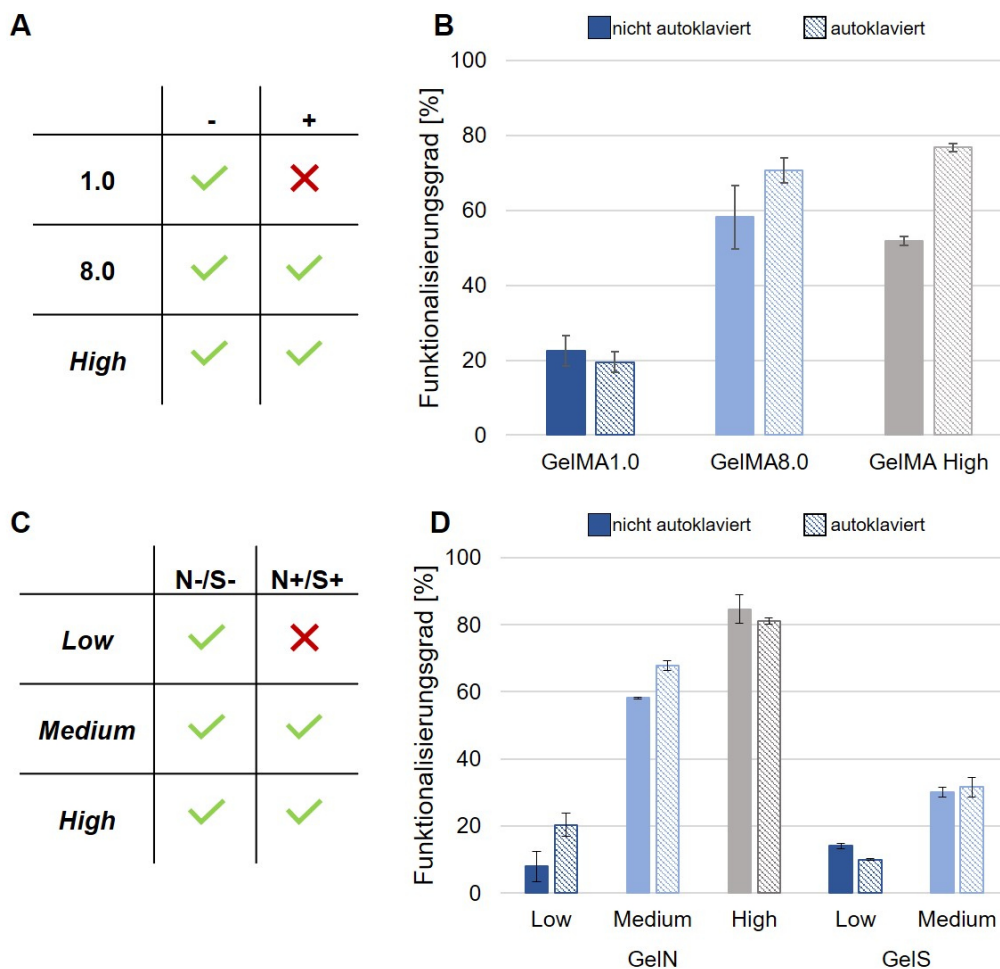 A
- +
1.0
8.0
High
B
nicht autoklaviert autoklaviert
Funktionalisierungsgrad [%]
100
80
60
40
20
0
GelMA1.0 GelMA8.0 GelMA High
C
N-/S- N+/S+
Low
Medium
High
D
nicht autoklaviert autoklaviert
Funktionalisierungsgrad [%]
100
80
60
40
20
0
Low Medium High Low Medium
GelN GelS